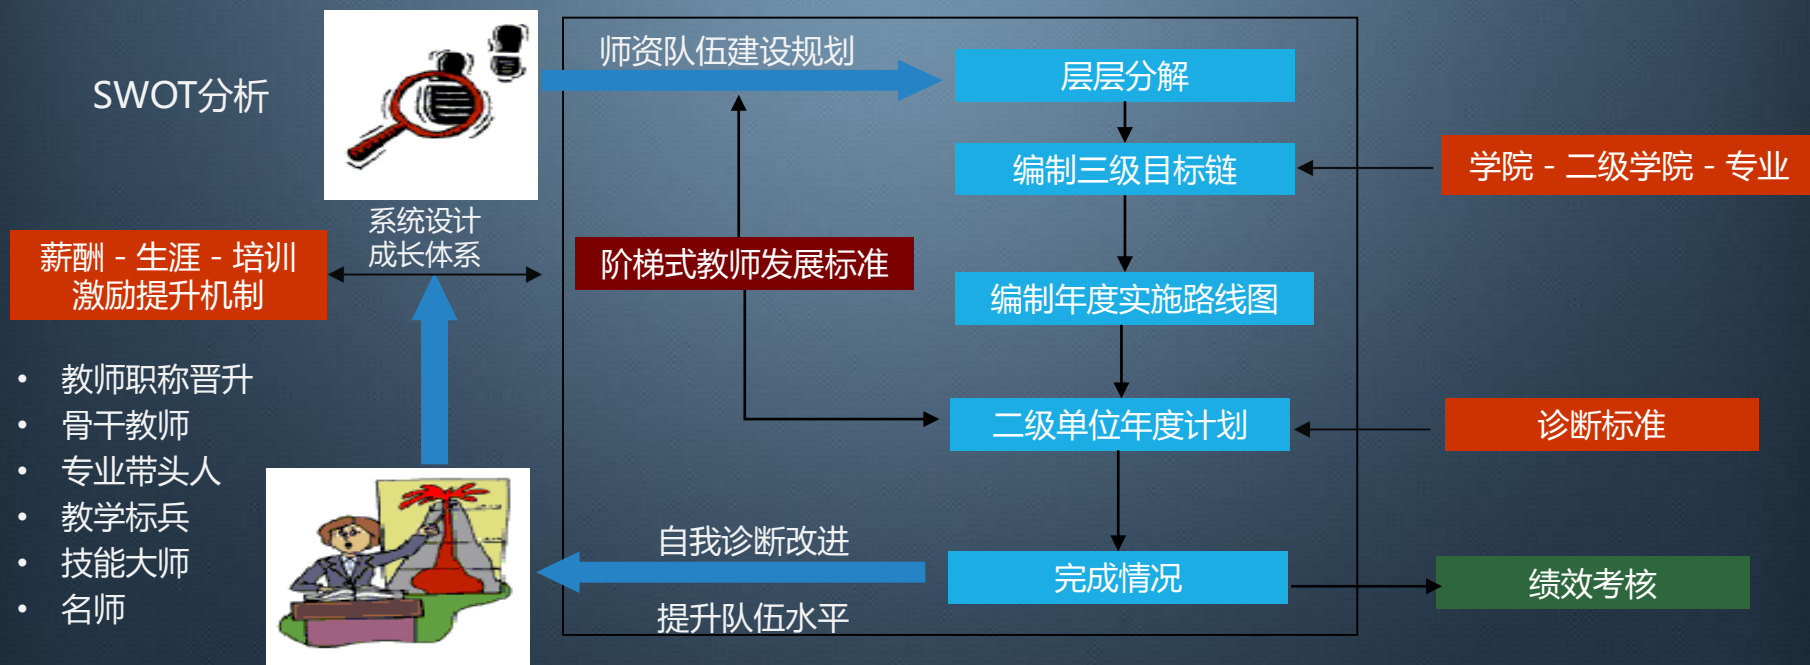 SWOT分析
师资队伍建设规划
层层分解
编制三级目标链
学院 - 二级学院 - 专业
系统设计
成长体系
薪酬 - 生涯 - 培训
激励提升机制
阶梯式教师发展标准
编制年度实施路线图
• 教师职称晋升
• 骨干教师
• 专业带头人
• 教学标兵
• 技能大师
• 名师
二级单位年度计划
诊断标准
自我诊断改进
提升队伍水平
完成情况
绩效考核